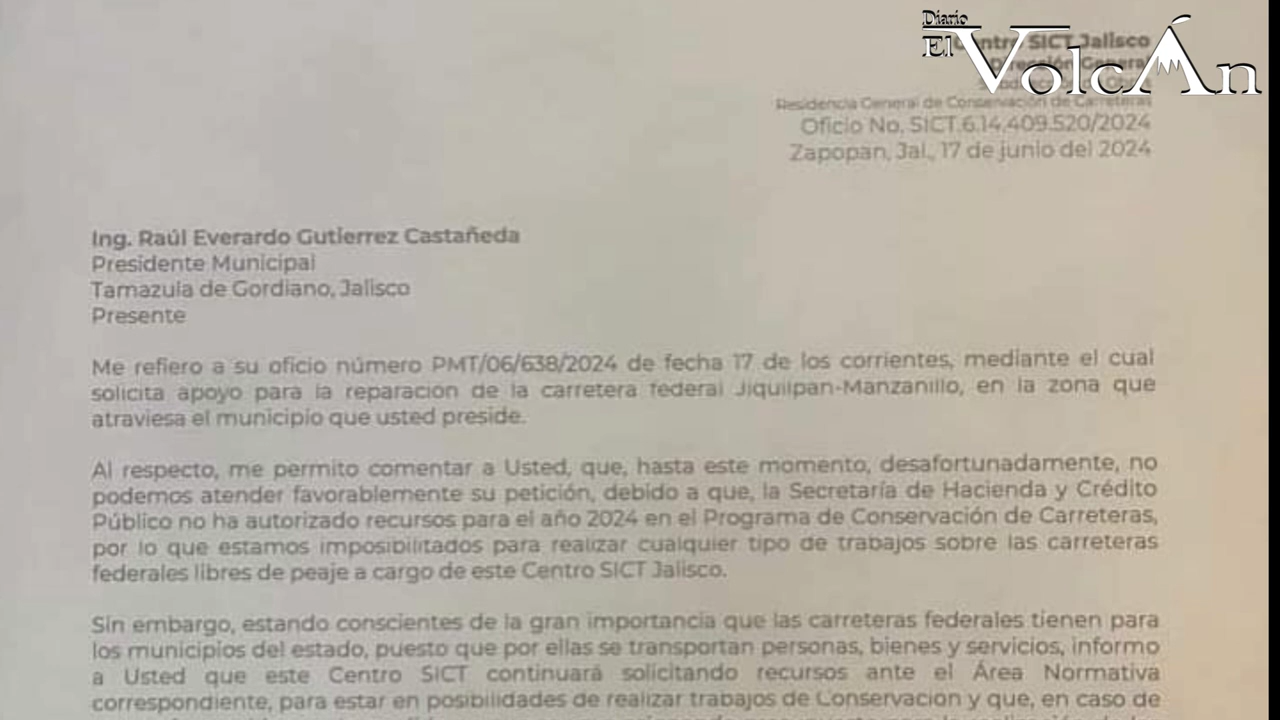 Diario
El Volcán
Centro SICT Jalisco
Dirección General
Residencia General de Conservación de Carreteras
Oficio No. SICT.6.14.409.520/2024
Zapopan, Jal., 17 de junio del 2024
Ing. Raúl Everardo Gutierrez Castañeda
Presidente Municipal
Tamazula de Gordiano, Jalisco
Presente
Me refiero a su oficio número PMT/06/638/2024 de fecha 17 de los corrientes, mediante el cual
solicita apoyo para la reparación de la carretera federal Jiquilpan-Manzanillo, en la zona que
atraviesa el municipio que usted preside.
Al respecto, me permito comentar a Usted, que, hasta este momento, desafortunadamente, no
podemos atender favorablemente su petición, debido a que, la Secretaría de Hacienda y Crédito
Público no ha autorizado recursos para el año 2024 en el Programa de Conservación de Carreteras,
por lo que estamos imposibilitados para realizar cualquier tipo de trabajos sobre las carreteras
federales libres de peaje a cargo de este Centro SICT Jalisco.
Sin embargo, estando conscientes de la gran importancia que las carreteras federales tienen para
los municipios del estado, puesto que por ellas se transportan personas, bienes y servicios, informo
a Usted que este Centro SICT continuará solicitando recursos ante el Área Normativa
correspondiente, para estar en posibilidades de realizar trabajos de Conservación y que, en caso de